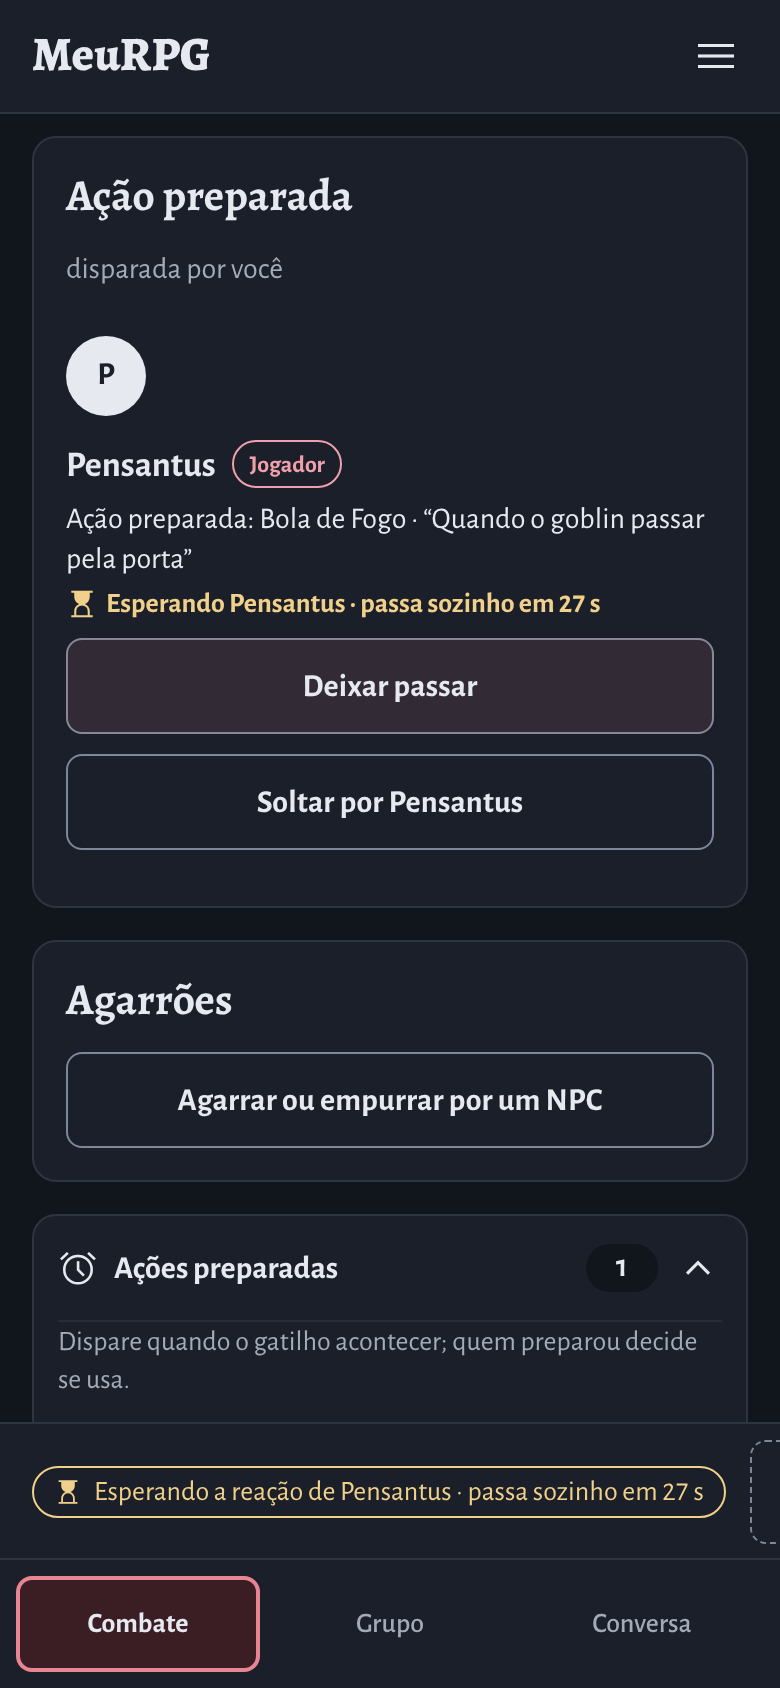 MeuRPG
Ação preparada
disparada por você
P
Pensantus
Jogador
Ação preparada: Bola de Fogo · “Quando o goblin passar
pela porta”
Esperando Pensantus · passa sozinho em 27 s
Deixar passar
Soltar por Pensantus
Agarrões
Agarrar ou empurrar por um NPC
Ações preparadas
1
Dispare quando o gatilho acontecer; quem preparou decide
se usa.
Esperando a reação de Pensantus · passa sozinho em 27 s
Combate
Grupo
Conversa